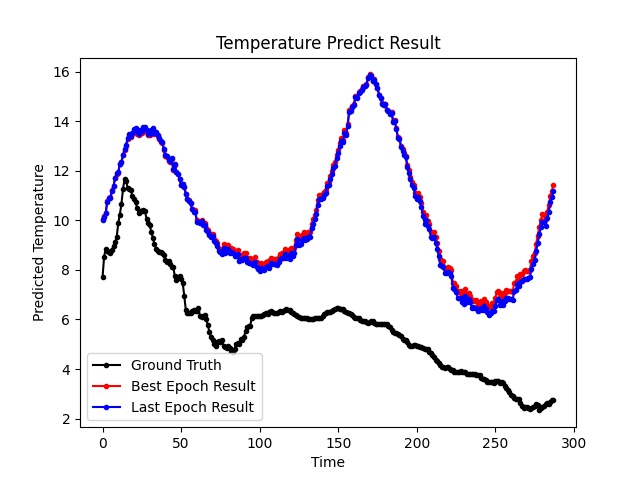 Temperature Predict Result
16
14
12
10
8
6
4
2
Predicted Temperature
Ground Truth
Best Epoch Result
Last Epoch Result
0 50 100 150 200 250 300
Time